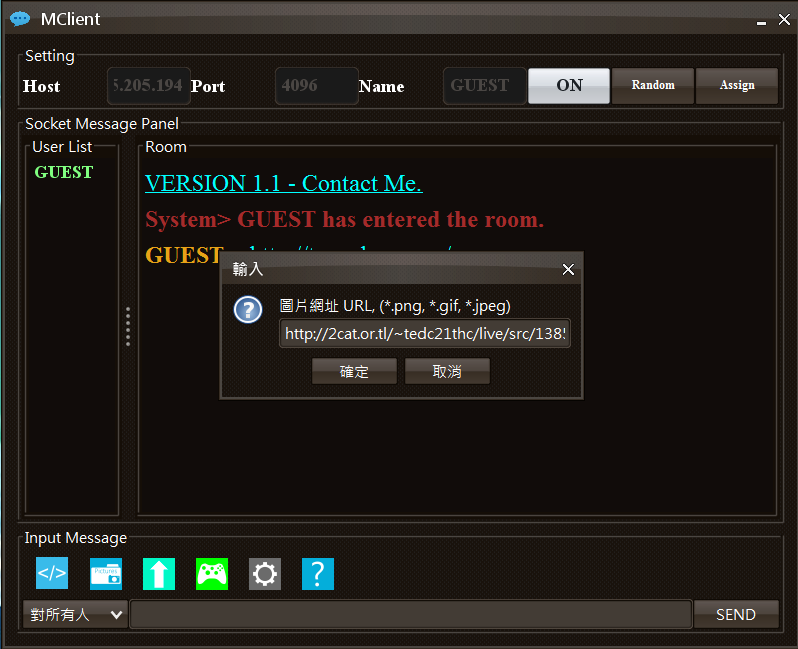 MClient
Setting
Host 5.205.194 Port 4096 Name GUEST ON Random Assign
Socket Message Panel
User List
GUEST
Room
VERSION 1.1 - Contact Me.
System> GUEST has entered the room.
GUEST
輸入
圖片網址 URL, (*.png, *.gif, *.jpeg)
http://2cat.or.tl/~tedc21thc/live/src/1385
確定 取消
Input Message
</> Pictures ?
對所有人 SEND